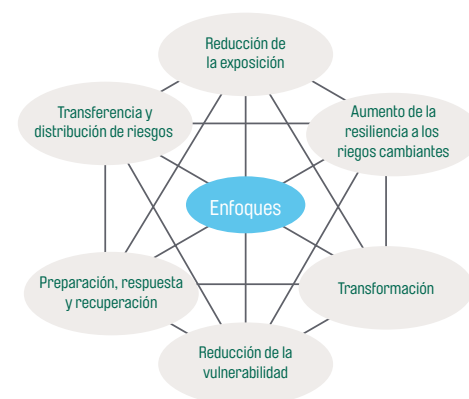 Reducción de
la exposición
Transferencia y
distribución de riesgos
Aumento de la
resiliencia a los
riegos cambiantes
Enfoques
Preparación, respuesta
y recuperación
Transformación
Reducción de la
vulnerabilidad